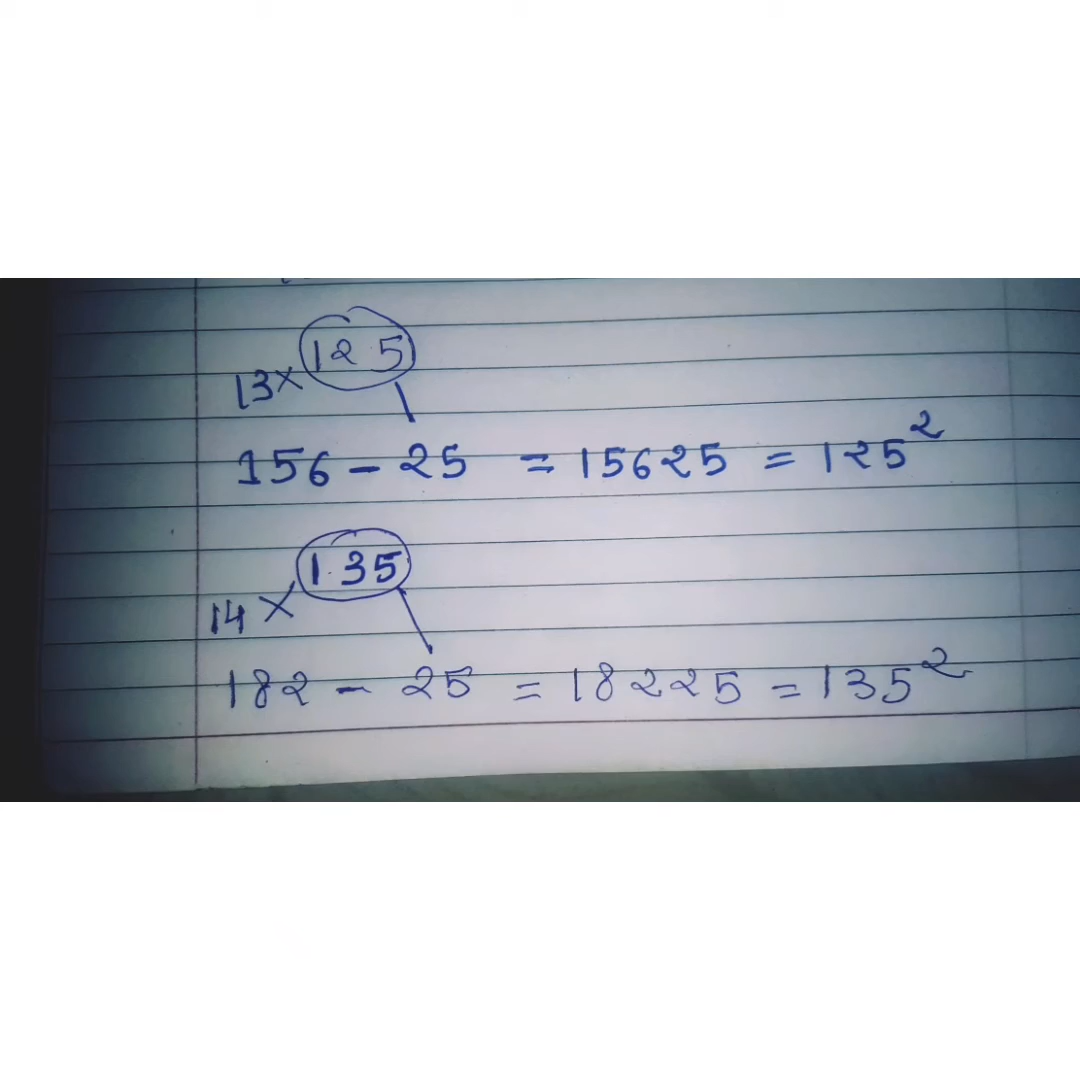 13× 125
156 - 25 = 15625 = 125²
14 × 135
182 - 25 = 18225 = 135²